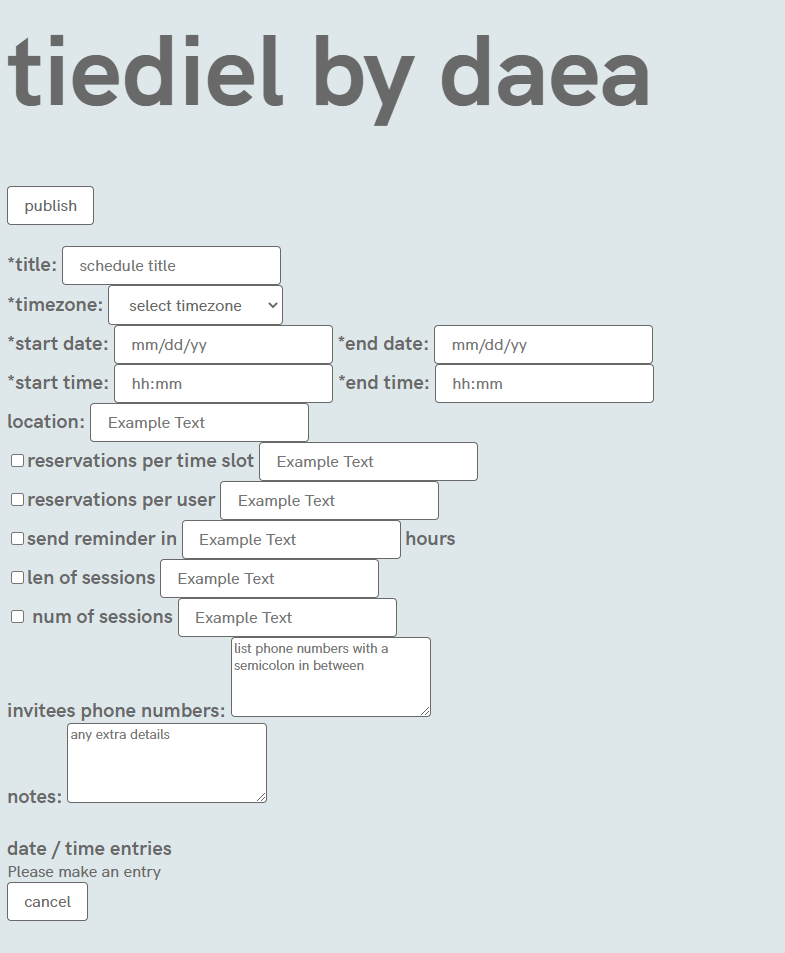 tiediel by daea
publish
*title: schedule title
*timezone: select timezone
*start date: mm/dd/yy *end date: mm/dd/yy
*start time: hh:mm *end time: hh:mm
location: Example Text
reservations per time slot Example Text
reservations per user Example Text
send reminder in Example Text hours
len of sessions Example Text
num of sessions Example Text
list phone numbers with a
semicolon in between
invitees phone numbers:
any extra details
notes:
date / time entries
Please make an entry
cancel